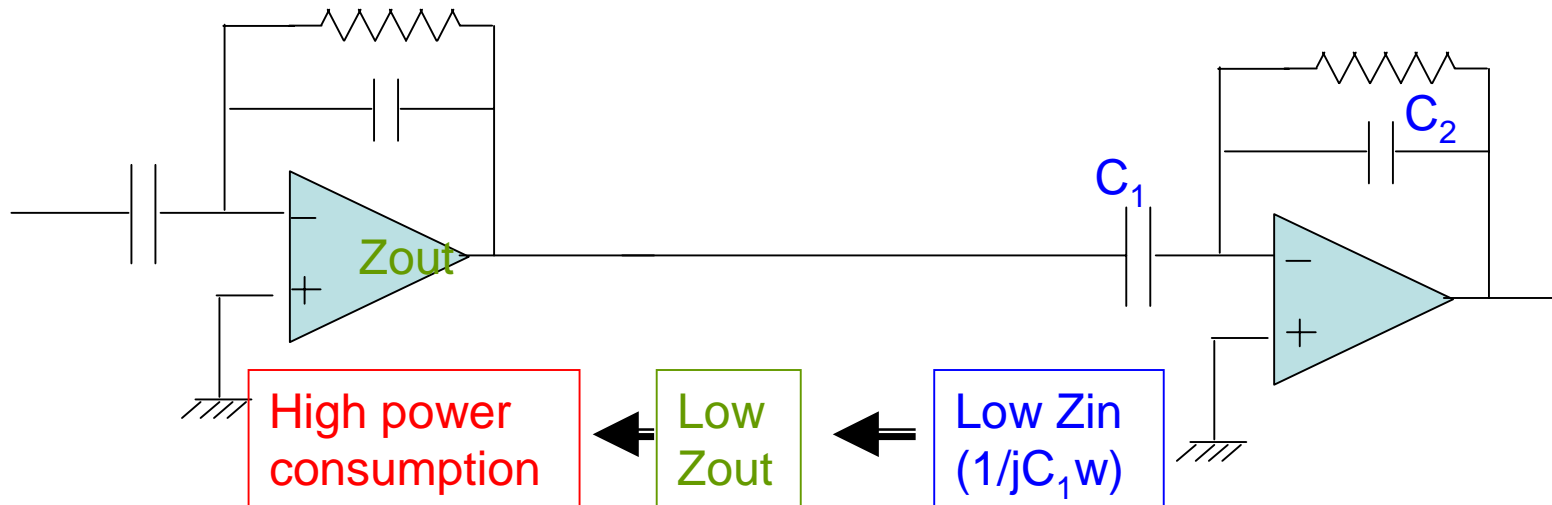 C₂
C₁
−
Zout
+
−
+
High power
consumption
Low
Zout
Low Zin
(1/jC₁w)